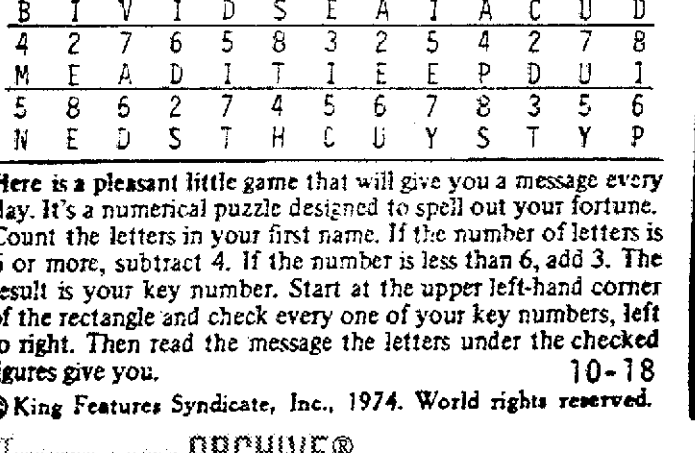 B I V I D S E A I A C U D
4 2 7 6 5 8 3 2 5 4 2 7 8
M E A D I T I E E P D U I
5 8 6 2 7 4 5 6 7 8 3 5 6
N E D S T H C U Y S T Y P
Here is a pleasant little game that will give you a message every
day. It's a numerical puzzle designed to spell out your fortune.
Count the letters in your first name. If the number of letters is
6 or more, subtract 4. If the number is less than 6, add 3. The
result is your key number. Start at the upper left-hand corner
of the rectangle and check every one of your key numbers, left
to right. Then read the message the letters under the checked
figures give you. 10-18
© King Features Syndicate, Inc., 1974. World rights reserved.
ARCHIVE®